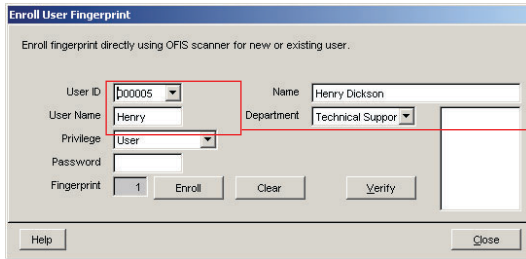 Enroll User Fingerprint
Enroll fingerprint directly using OFIS scanner for new or existing user.
User ID 000005 Name Henry Dickson
User Name Henry Department Technical Suppor
Privilege User
Password
Fingerprint 1 Enroll Clear Verify
Help Close